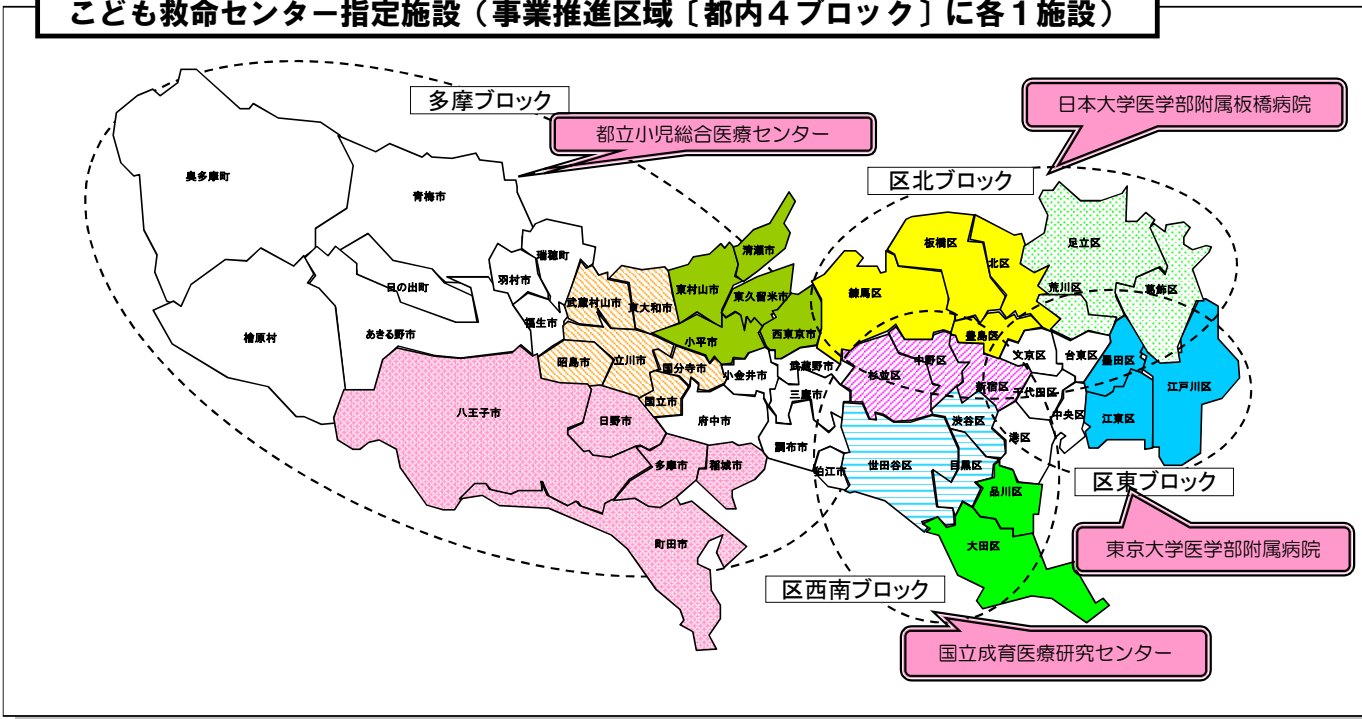 こども救命センター指定施設（事業推進区域［都内４ブロック］に各１施設）
多摩ブロック
日本大学医学部附属板橋病院
都立小児総合医療センター
区北ブロック
奥多摩町
青梅市
瑞穂町
羽村市
日の出町
福生市
あきる野市
檜原村
武蔵村山市
東大和市
東村山市
清瀬市
東久留米市
西東京市
小平市
昭島市
立川市
国分寺市
国立市
小金井市
武蔵野市
三鷹市
府中市
調布市
狛江市
八王子市
日野市
多摩市
稲城市
町田市
板橋区
北区
練馬区
豊島区
足立区
荒川区
葛飾区
杉並区
中野区
新宿区
文京区
台東区
墨田区
江戸川区
千代田区
中央区
江東区
渋谷区
港区
世田谷区
目黒区
品川区
大田区
区東ブロック
東京大学医学部附属病院
区西南ブロック
国立成育医療研究センター